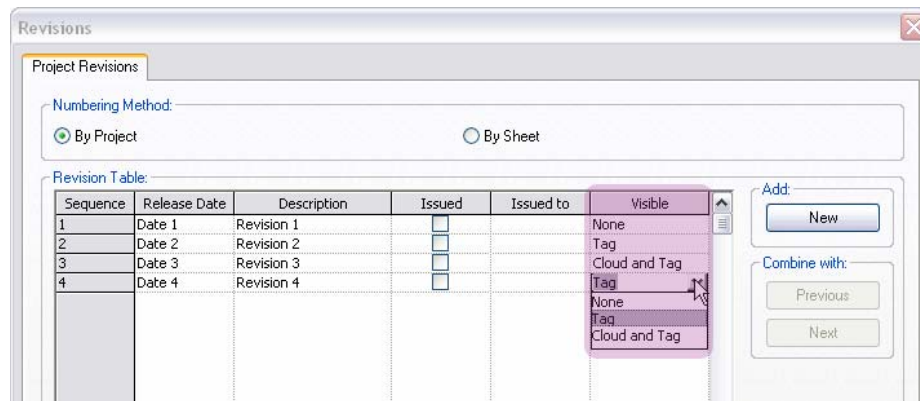 Revisions
Project Revisions
Numbering Method:
By Project By Sheet
Revision Table:
Sequence Release Date Description Issued Issued to Visible
1 Date 1 Revision 1 None
2 Date 2 Revision 2 Tag
3 Date 3 Revision 3 Cloud and Tag
4 Date 4 Revision 4 Tag
None
Tag
Cloud and Tag
Add:
New
Combine with:
Previous
Next